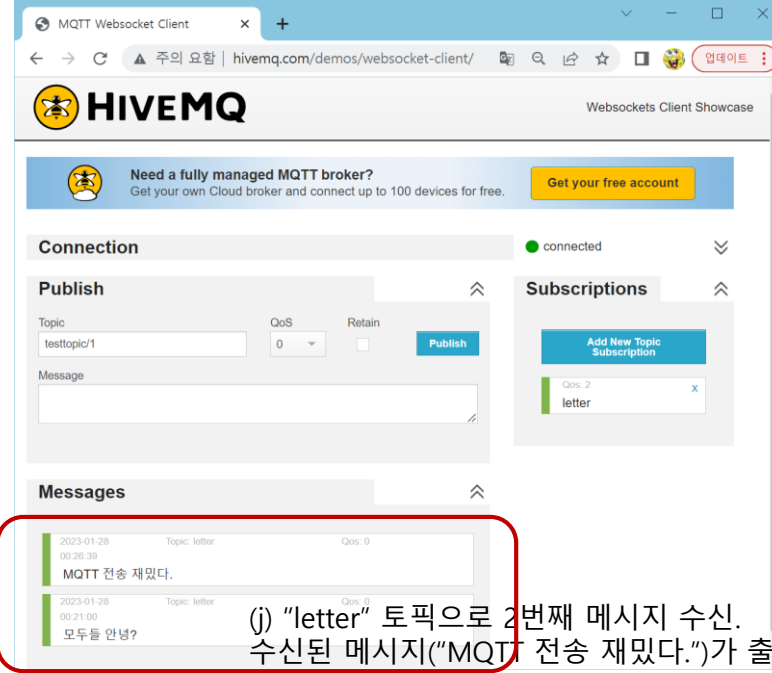 MQTT Websocket Client
주의 요함 | hivemq.com/demos/websocket-client/
업데이트
HIVEMQ
Websockets Client Showcase
Need a fully managed MQTT broker?
Get your own Cloud broker and connect up to 100 devices for free.
Get your free account
Connection
connected
Publish
Subscriptions
Topic
QoS
Retain
testtopic/1
0
Publish
Add New Topic
Subscription
Message
Qos: 2
x
letter
Messages
2023-01-28 Topic: letter Qos: 0
00:26:39
MQTT 전송 재밌다.
2023-01-28 Topic: letter Qos: 0
00:21:00
모두들 안녕?
(j) “letter” 토픽으로 2번째 메시지 수신.
수신된 메시지(“MQTT 전송 재밌다.”)가 출